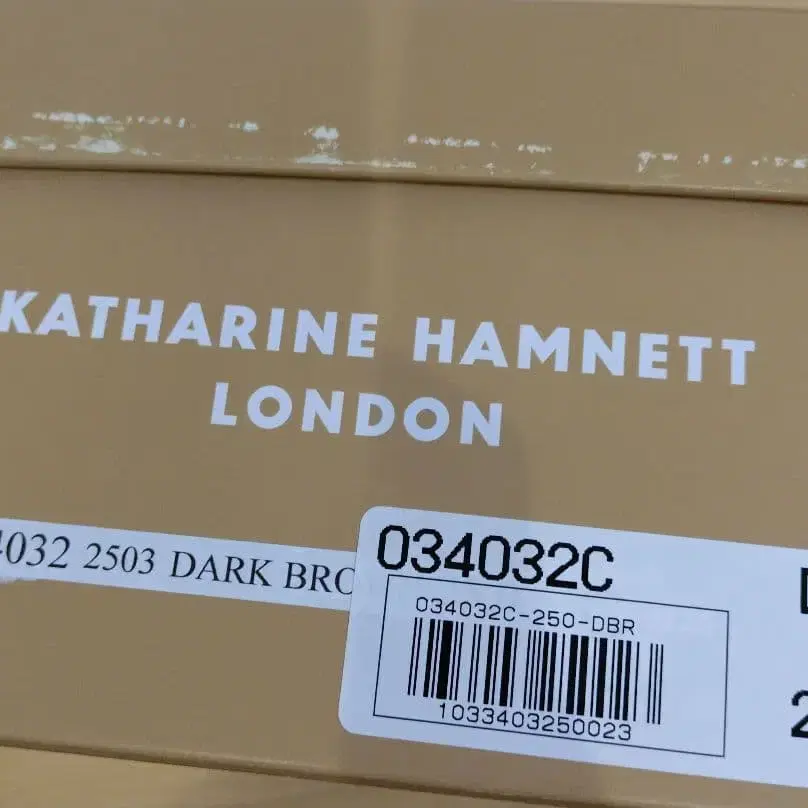 KATHARINE HAMNETT
LONDON
4032 2503 DARK BRO
034032C
034032C-250-DBR
1033403250023